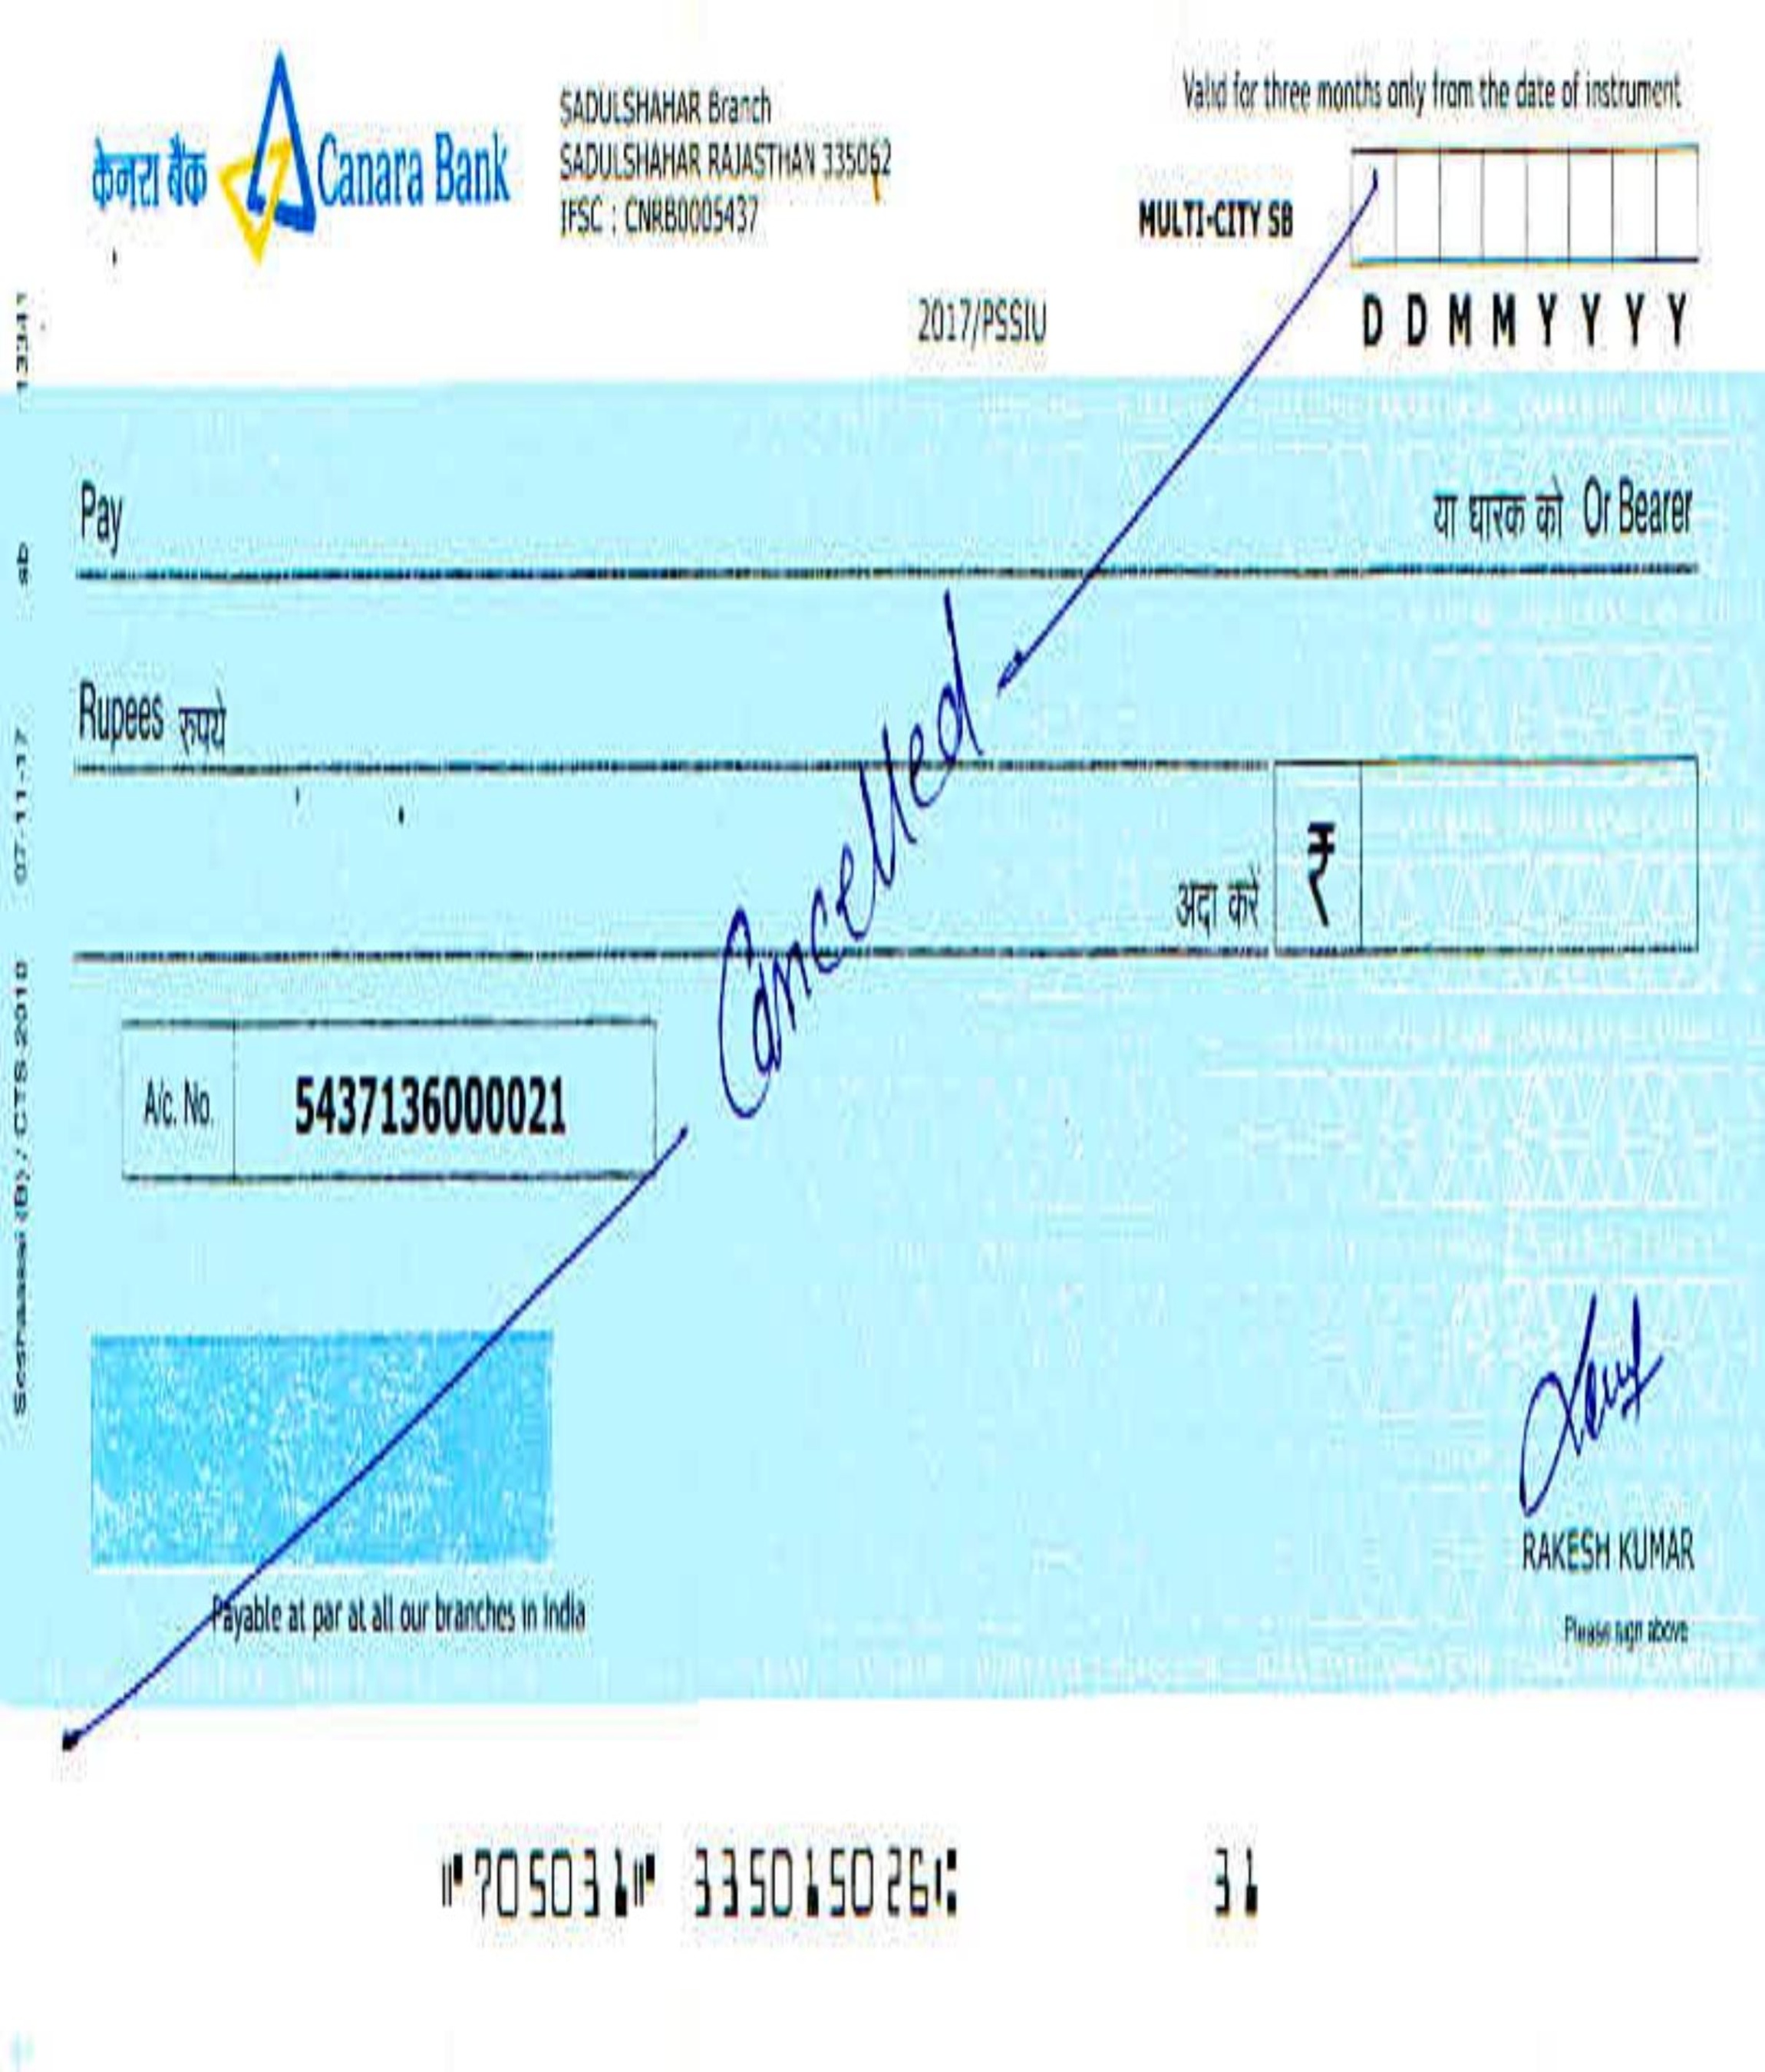 केनरा बैंक Canara Bank
SADULSHAHAR Branch
SADULSHAHAR RAJASTHAN 335062
IFSC : CNRB0005437
Valid for three months only from the date of instrument
MULTI-CITY SB
2017/PSSIU
D D M M Y Y Y Y
Pay या धारक को Or Bearer
Rupees रुपये
अदा करें ₹
Cancelled
A/c. No. 5437136000021
Payable at par at all our branches in India
RAKESH KUMAR
Please sign above
⑈705031⑈ 335015026⑆ 31
(B) / CTS-2010 07-11-17 sb